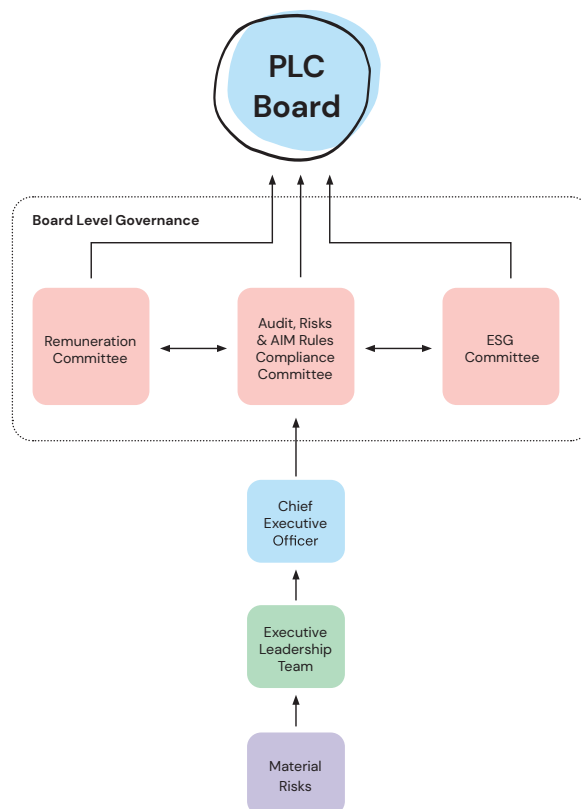 PLC
Board
Board Level Governance
Remuneration
Committee
Audit, Risks
& AIM Rules
Compliance
Committee
ESG
Committee
Chief
Executive
Officer
Executive
Leadership
Team
Material
Risks